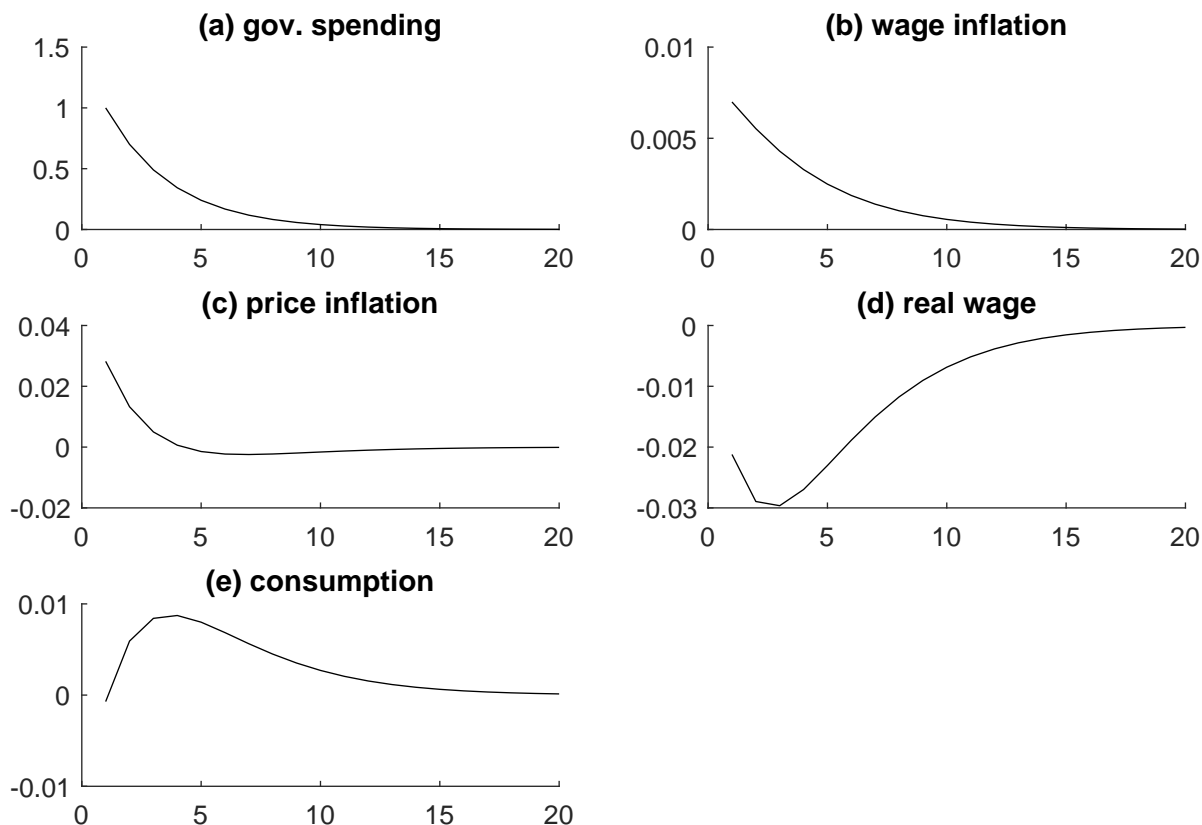 (a) gov. spending
1.5
1
0.5
0
0 5 10 15 20
(b) wage inflation
0.01
0.005
0
0 5 10 15 20
(c) price inflation
0.04
0.02
0
-0.02
0 5 10 15 20
(d) real wage
0
-0.01
-0.02
-0.03
0 5 10 15 20
(e) consumption
0.01
0
-0.01
0 5 10 15 20